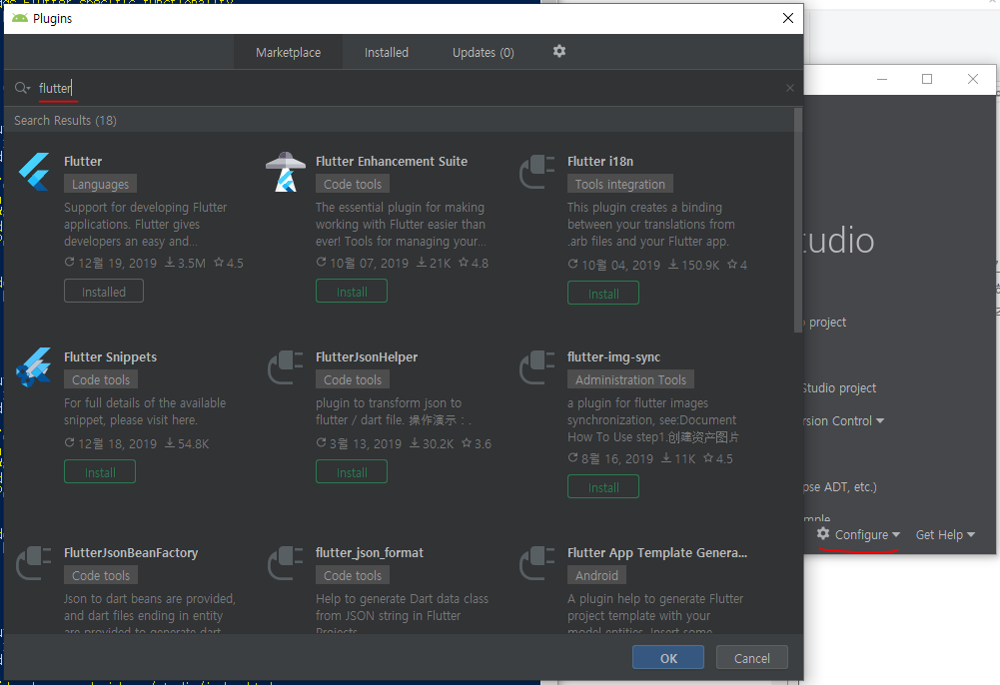 Plugins
Marketplace
Installed
Updates (0)
flutter
Search Results (18)
Flutter
Languages
Support for developing Flutter
applications. Flutter gives
developers an easy and...
12월 19, 2019 3.5M 4.5
Installed
Flutter Enhancement Suite
Code tools
The essential plugin for making
working with Flutter easier than
ever! Tools for managing your...
10월 07, 2019 21K 4.8
Install
Flutter i18n
Tools integration
This plugin creates a binding
between your translations from
.arb files and your Flutter app.
10월 04, 2019 150.9K 4
Install
Flutter Snippets
Code tools
For full details of the available
snippet, please visit here.
12월 18, 2019 54.8K
Install
FlutterJsonHelper
Code tools
plugin to transform json to
flutter / dart file. 操作演示：.
3월 13, 2019 30.2K 3.6
Install
flutter-img-sync
Administration Tools
a plugin for flutter images
synchronization, see:Document
How To Use step1.创建资产图片
8월 16, 2019 11K 4.5
Install
FlutterJsonBeanFactory
Code tools
Json to dart beans are provided,
and dart files ending in entity
are provided to generate dart
flutter_json_format
Code tools
Help to generate Dart data class
from JSON string in Flutter
Projects
Flutter App Template Genera...
Android
A plugin help to generate Flutter
project template with your
model entities. Insert some
OK
Cancel
tudio
project
Studio project
rsion Control
pse ADT, etc.)
Configure
Get Help